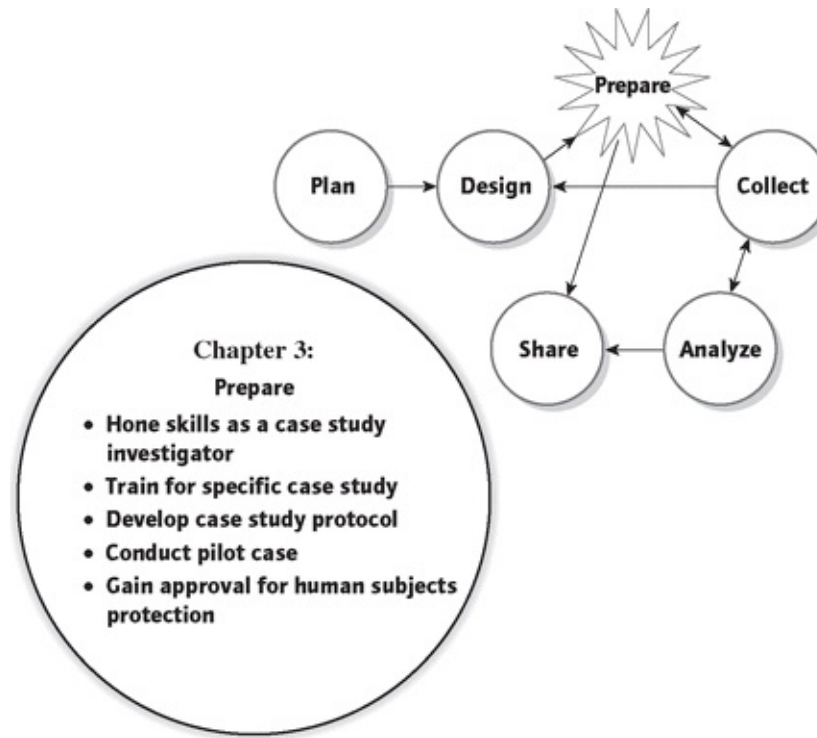 Prepare
Plan
Design
Collect
Share
Analyze
Chapter 3:
Prepare
• Hone skills as a case study
investigator
• Train for specific case study
• Develop case study protocol
• Conduct pilot case
• Gain approval for human subjects
protection